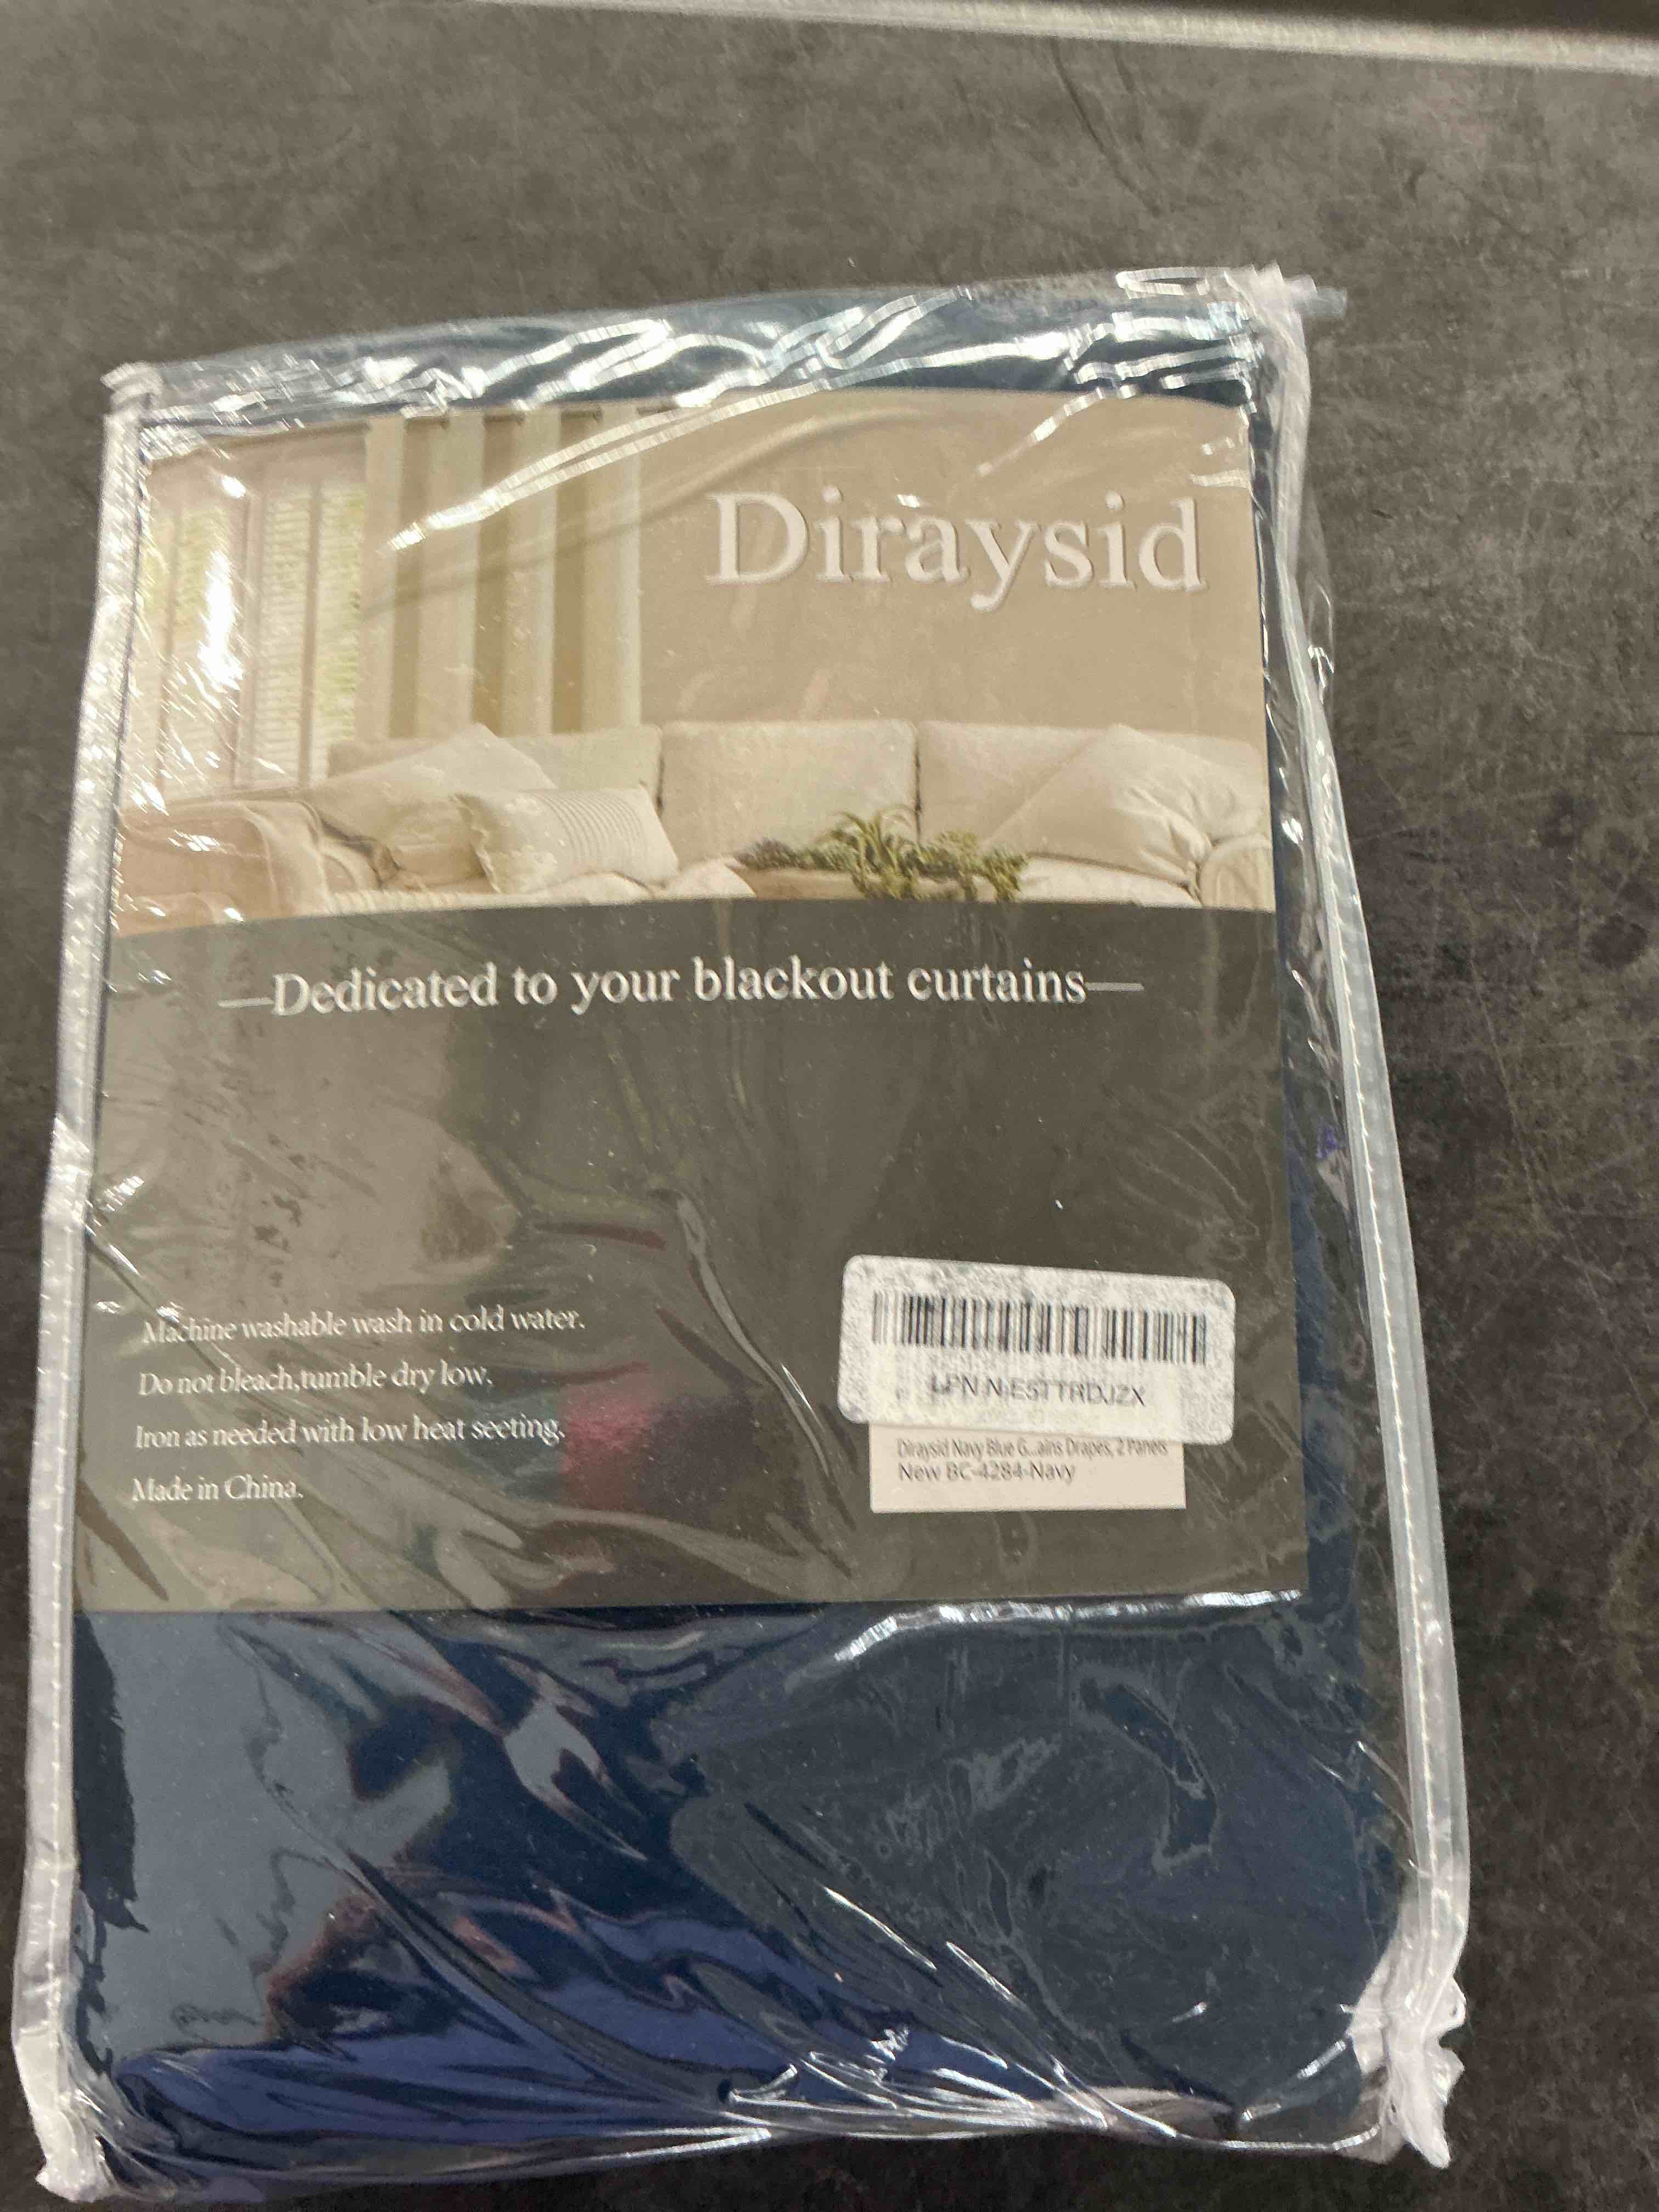 Diraysid
—Dedicated to your blackout curtains—
Machine washable wash in cold water.
Do not bleach,tumble dry low.
Iron as needed with low heat seeting.
Made in China.
Diraysid Navy Blue G...ains Drapes, 2 Panels
New BC-4284-Navy